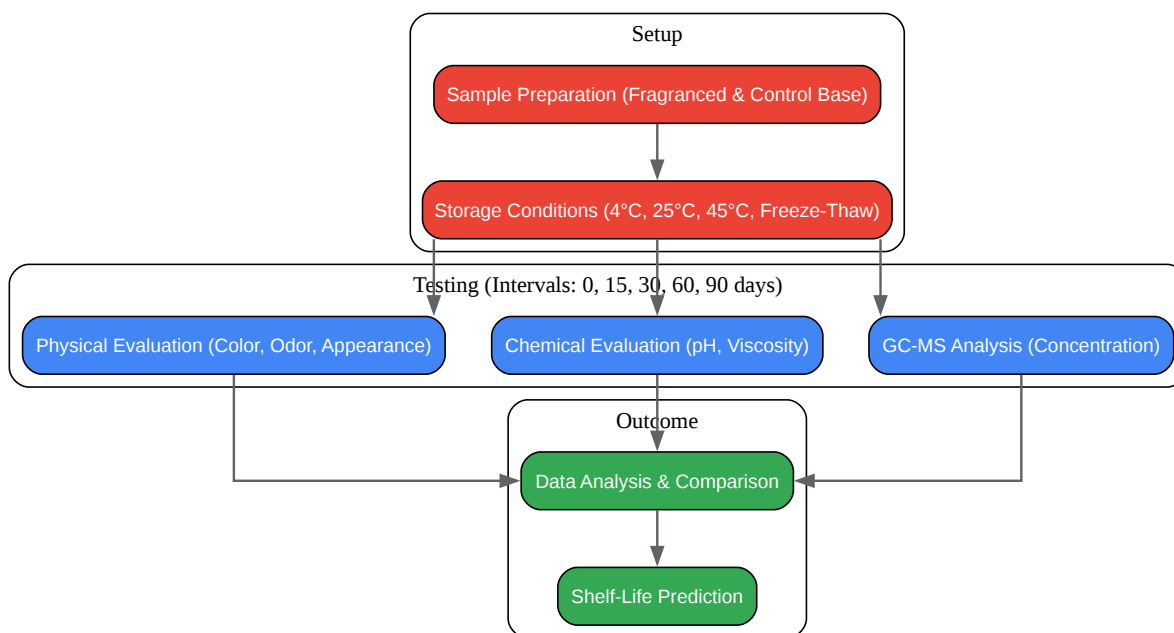 Setup
Sample Preparation (Fragranced & Control Base)
Storage Conditions (4°C, 25°C, 45°C, Freeze-Thaw)
Testing (Intervals: 0, 15, 30, 60, 90 days)
Physical Evaluation (Color, Odor, Appearance)
Chemical Evaluation (pH, Viscosity)
GC-MS Analysis (Concentration)
Outcome
Data Analysis & Comparison
Shelf-Life Prediction